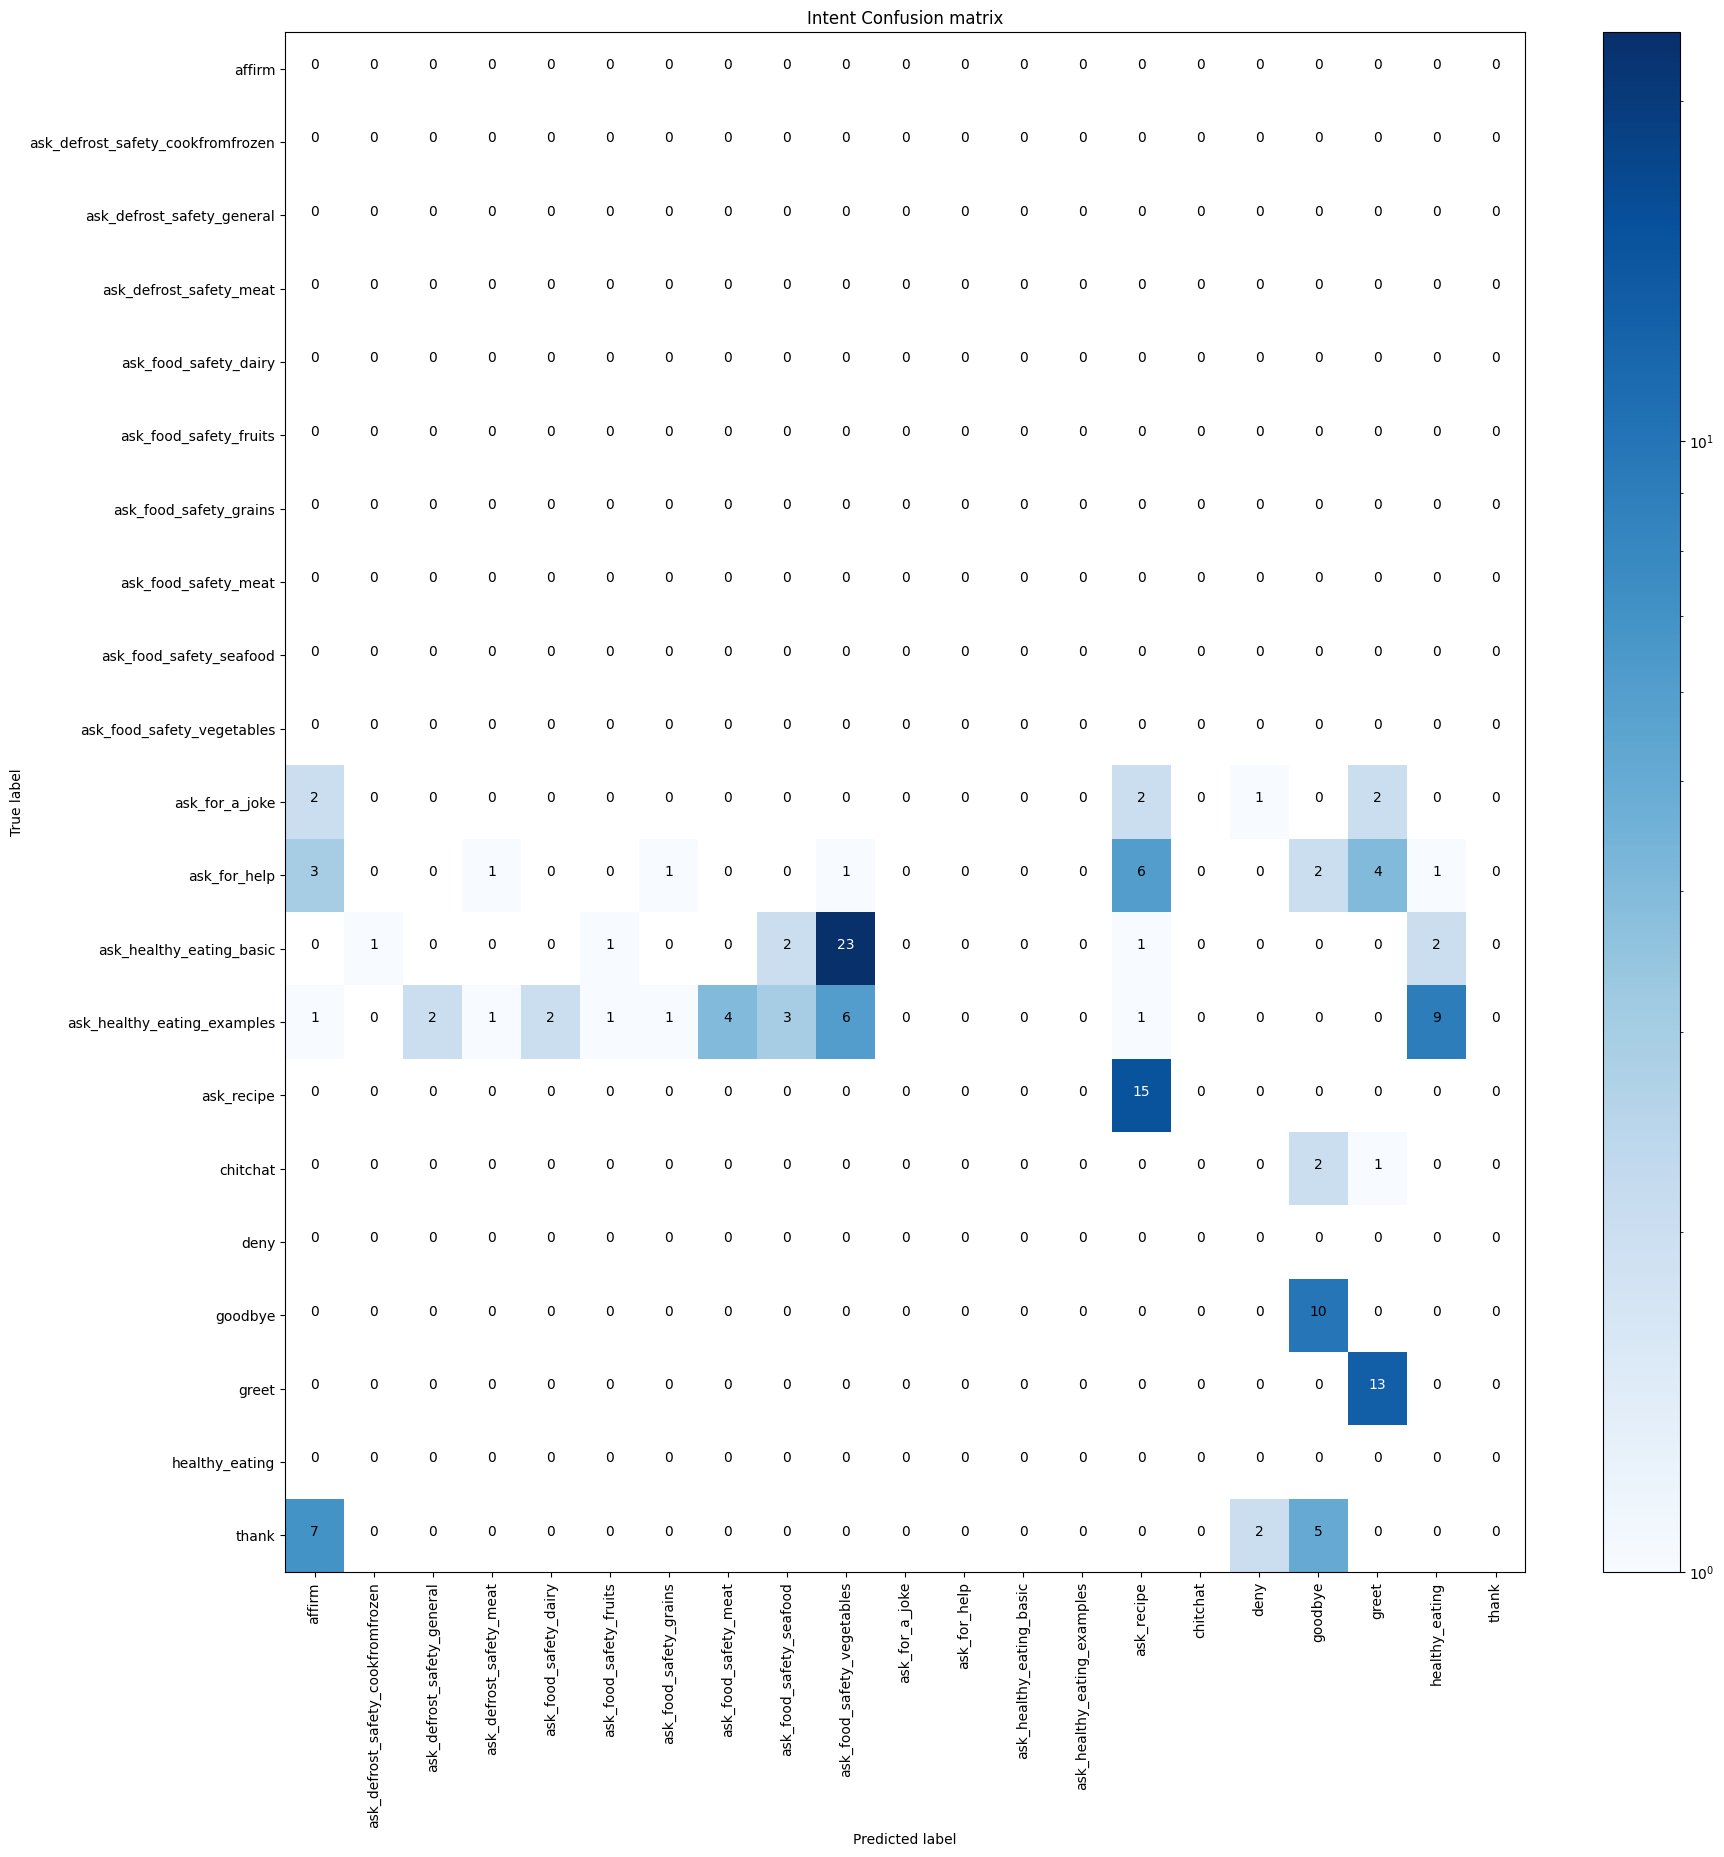 Intent Confusion matrix
affirm 0 0 0 0 0 0 0 0 0 0 0 0 0 0 0 0 0 0 0 0 0
ask_defrost_safety_cookfromfrozen 0 0 0 0 0 0 0 0 0 0 0 0 0 0 0 0 0 0 0 0 0
ask_defrost_safety_general 0 0 0 0 0 0 0 0 0 0 0 0 0 0 0 0 0 0 0 0 0
ask_defrost_safety_meat 0 0 0 0 0 0 0 0 0 0 0 0 0 0 0 0 0 0 0 0 0
ask_food_safety_dairy 0 0 0 0 0 0 0 0 0 0 0 0 0 0 0 0 0 0 0 0 0
ask_food_safety_fruits 0 0 0 0 0 0 0 0 0 0 0 0 0 0 0 0 0 0 0 0 0
ask_food_safety_grains 0 0 0 0 0 0 0 0 0 0 0 0 0 0 0 0 0 0 0 0 0
ask_food_safety_meat 0 0 0 0 0 0 0 0 0 0 0 0 0 0 0 0 0 0 0 0 0
ask_food_safety_seafood 0 0 0 0 0 0 0 0 0 0 0 0 0 0 0 0 0 0 0 0 0
ask_food_safety_vegetables 0 0 0 0 0 0 0 0 0 0 0 0 0 0 0 0 0 0 0 0 0
ask_for_a_joke 2 0 0 0 0 0 0 0 0 0 0 0 0 0 2 0 1 0 2 0 0
ask_for_help 3 0 0 1 0 0 1 0 0 1 0 0 0 0 6 0 0 2 4 1 0
ask_healthy_eating_basic 0 1 0 0 0 1 0 0 2 23 0 0 0 0 1 0 0 0 0 2 0
ask_healthy_eating_examples 1 0 2 1 2 1 1 4 3 6 0 0 0 0 1 0 0 0 0 9 0
ask_recipe 0 0 0 0 0 0 0 0 0 0 0 0 0 0 15 0 0 0 0 0 0
chitchat 0 0 0 0 0 0 0 0 0 0 0 0 0 0 0 0 0 2 1 0 0
deny 0 0 0 0 0 0 0 0 0 0 0 0 0 0 0 0 0 0 0 0 0
goodbye 0 0 0 0 0 0 0 0 0 0 0 0 0 0 0 0 0 10 0 0 0
greet 0 0 0 0 0 0 0 0 0 0 0 0 0 0 0 0 0 0 13 0 0
healthy_eating 0 0 0 0 0 0 0 0 0 0 0 0 0 0 0 0 0 0 0 0 0
thank 7 0 0 0 0 0 0 0 0 0 0 0 0 0 0 0 2 5 0 0 0
True label
affirm
ask_defrost_safety_cookfromfrozen
ask_defrost_safety_general
ask_defrost_safety_meat
ask_food_safety_dairy
ask_food_safety_fruits
ask_food_safety_grains
ask_food_safety_meat
ask_food_safety_seafood
ask_food_safety_vegetables
ask_for_a_joke
ask_for_help
ask_healthy_eating_basic
ask_healthy_eating_examples
ask_recipe
chitchat
deny
goodbye
greet
healthy_eating
thank
Predicted label
10¹
10⁰